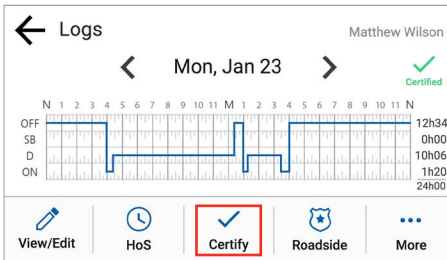 Logs
Matthew Wilson
Mon, Jan 23
Certified
N 1 2 3 4 5 6 7 8 9 10 11 M 1 2 3 4 5 6 7 8 9 10 11 N
OFF 12h34
SB 0h00
D 10h06
ON 1h20
24h00
View/Edit HoS Certify Roadside More